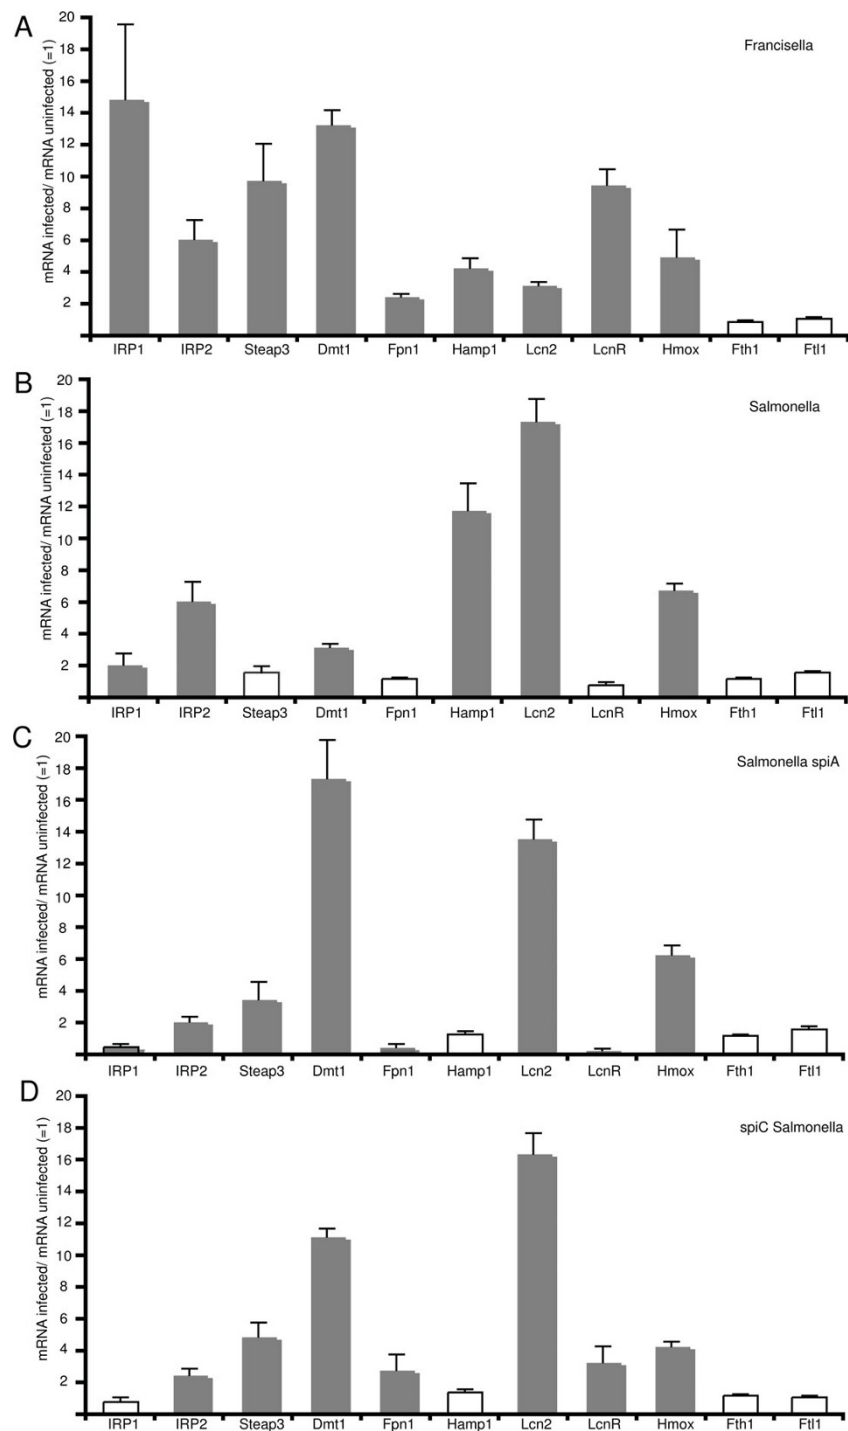 A
Francisella
mRNA infected/ mRNA uninfected (=1)
20
18
16
14
12
10
8
6
4
2
IRP1 IRP2 Steap3 Dmt1 Fpn1 Hamp1 Lcn2 LcnR Hmox Fth1 Ftl1
B
Salmonella
mRNA infected/ mRNA uninfected (=1)
20
18
16
14
12
10
8
6
4
2
IRP1 IRP2 Steap3 Dmt1 Fpn1 Hamp1 Lcn2 LcnR Hmox Fth1 Ftl1
C
Salmonella spiA
mRNA infected/ mRNA uninfected (=1)
20
18
16
14
12
10
8
6
4
2
IRP1 IRP2 Steap3 Dmt1 Fpn1 Hamp1 Lcn2 LcnR Hmox Fth1 Ftl1
D
spiC Salmonella
mRNA infected/ mRNA uninfected (=1)
20
18
16
14
12
10
8
6
4
2
IRP1 IRP2 Steap3 Dmt1 Fpn1 Hamp1 Lcn2 LcnR Hmox Fth1 Ftl1